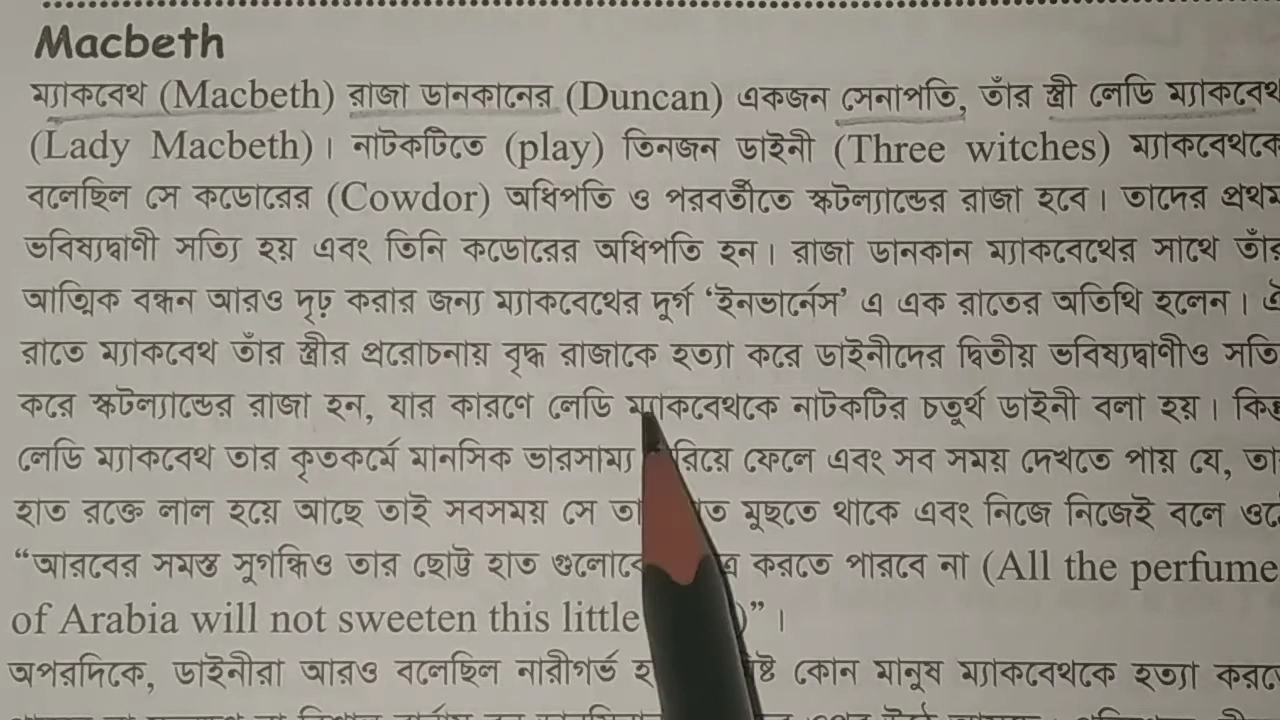 Macbeth
ম্যাকবেথ (Macbeth) রাজা ডানকানের (Duncan) একজন সেনাপতি, তাঁর স্ত্রী লেডি ম্যাকবেথ
(Lady Macbeth)। নাটকটিতে (play) তিনজন ডাইনী (Three witches) ম্যাকবেথকে
বলেছিল সে কডোরের (Cowdor) অধিপতি ও পরবর্তীতে স্কটল্যান্ডের রাজা হবে। তাদের প্রথম
ভবিষ্যদ্বাণী সত্যি হয় এবং তিনি কডোরের অধিপতি হন। রাজা ডানকান ম্যাকবেথের সাথে তাঁর
আত্মিক বন্ধন আরও দৃঢ় করার জন্য ম্যাকবেথের দূর্গ ‘ইনভার্নেস’ এ এক রাতের অতিথি হলেন।
রাতে ম্যাকবেথ তাঁর স্ত্রীর প্ররোচনায় বৃদ্ধ রাজাকে হত্যা করে ডাইনীদের দ্বিতীয় ভবিষ্যদ্বাণীও সত্যি
করে স্কটল্যান্ডের রাজা হন, যার কারণে লেডি ম্যাকবেথকে নাটকটির চতুর্থ ডাইনী বলা হয়।
লেডি ম্যাকবেথ তার কৃতকর্মে মানসিক ভারসাম্য ফেলে এবং সব সময় দেখতে পায় যে,
হাত রক্তে লাল হয়ে আছে তাই সবসময় সে মুছতে থাকে এবং নিজে নিজেই বলে
“আরবের সমস্ত সুগন্ধিও তার ছোট্ট হাত করতে পারবে না (All the perfume
of Arabia will not sweeten this little )”।
অপরদিকে, ডাইনীরা আরও বলেছিল নারীগর্ভ কোন মানুষ ম্যাকবেথকে হত্যা করতে